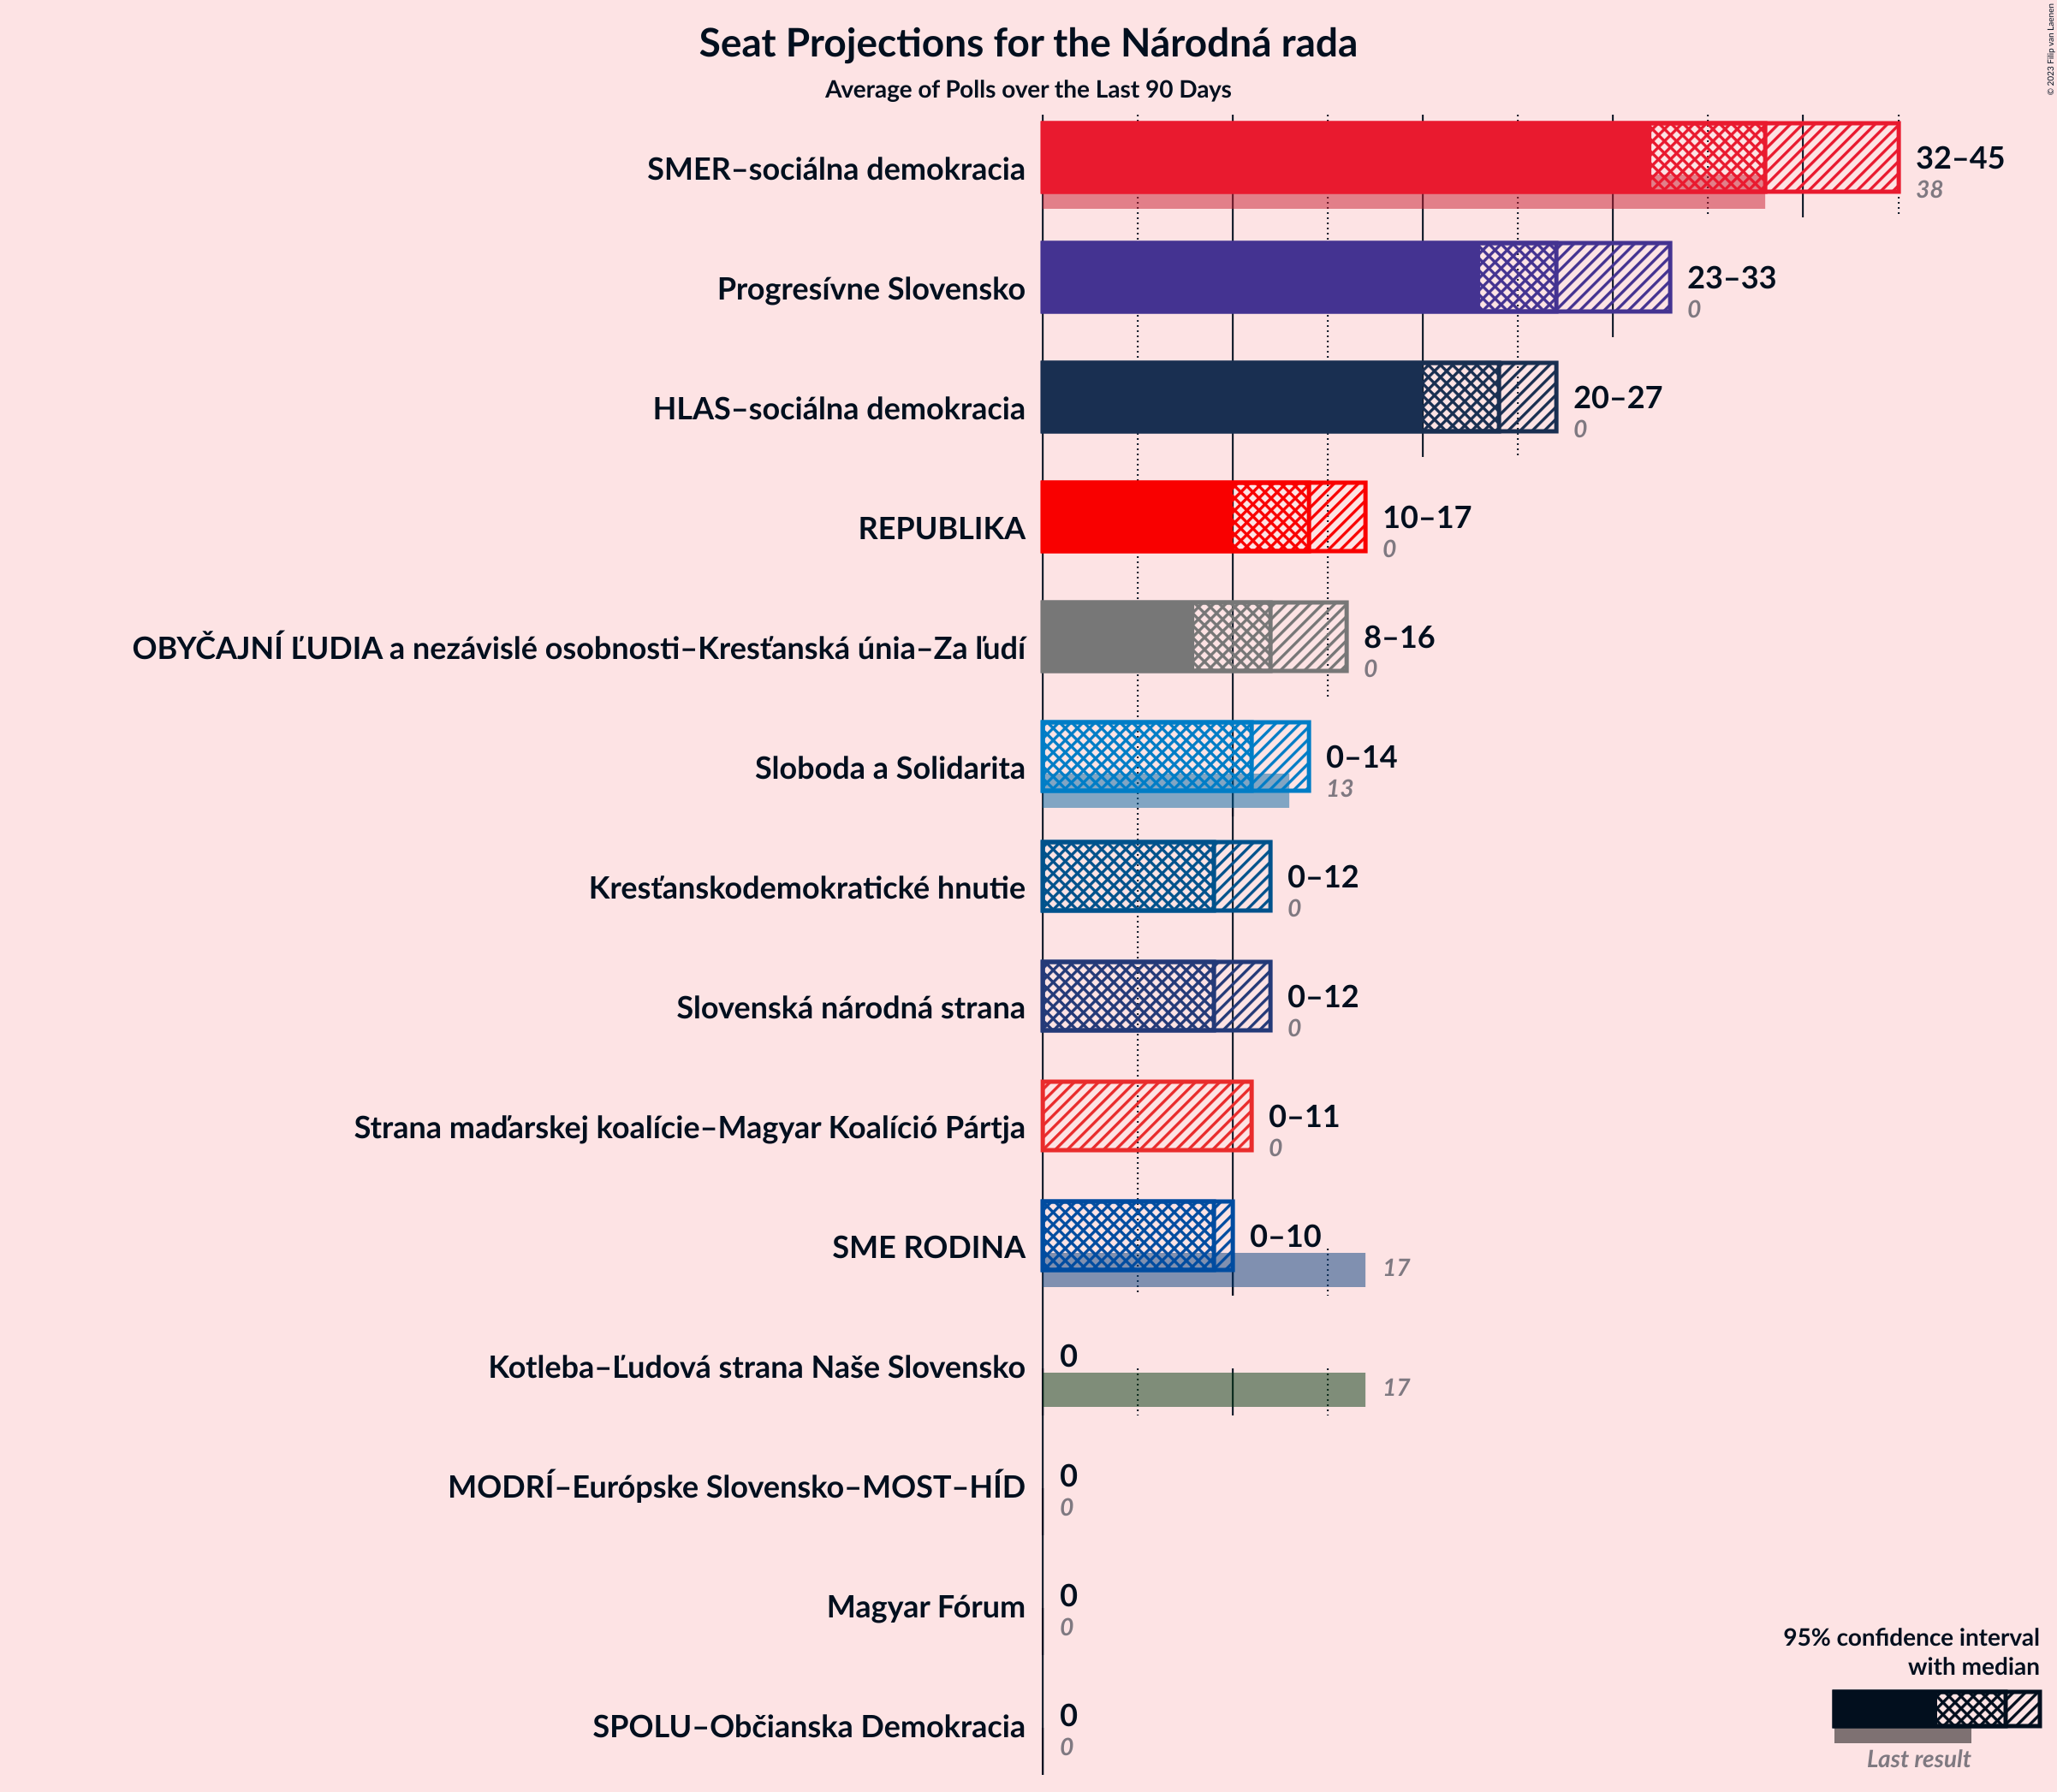 Seat Projections for the Národná rada
Average of Polls over the Last 90 Days
© 2023 Filip van Laenen
SMER–sociálna demokracia
32–45
38
Progresívne Slovensko
23–33
0
HLAS–sociálna demokracia
20–27
0
REPUBLIKA
10–17
0
OBYČAJNÍ ĽUDIA a nezávislé osobnosti–Kresťanská únia–Za ľudí
8–16
0
Sloboda a Solidarita
0–14
13
Kresťanskodemokratické hnutie
0–12
0
Slovenská národná strana
0–12
0
Strana maďarskej koalície–Magyar Koalíció Pártja
0–11
0
SME RODINA
0–10
17
Kotleba–Ľudová strana Naše Slovensko
0
17
MODRÍ–Európske Slovensko–MOST–HÍD
0
0
Magyar Fórum
0
0
SPOLU–Občianska Demokracia
0
0
95% confidence interval
with median
Last result